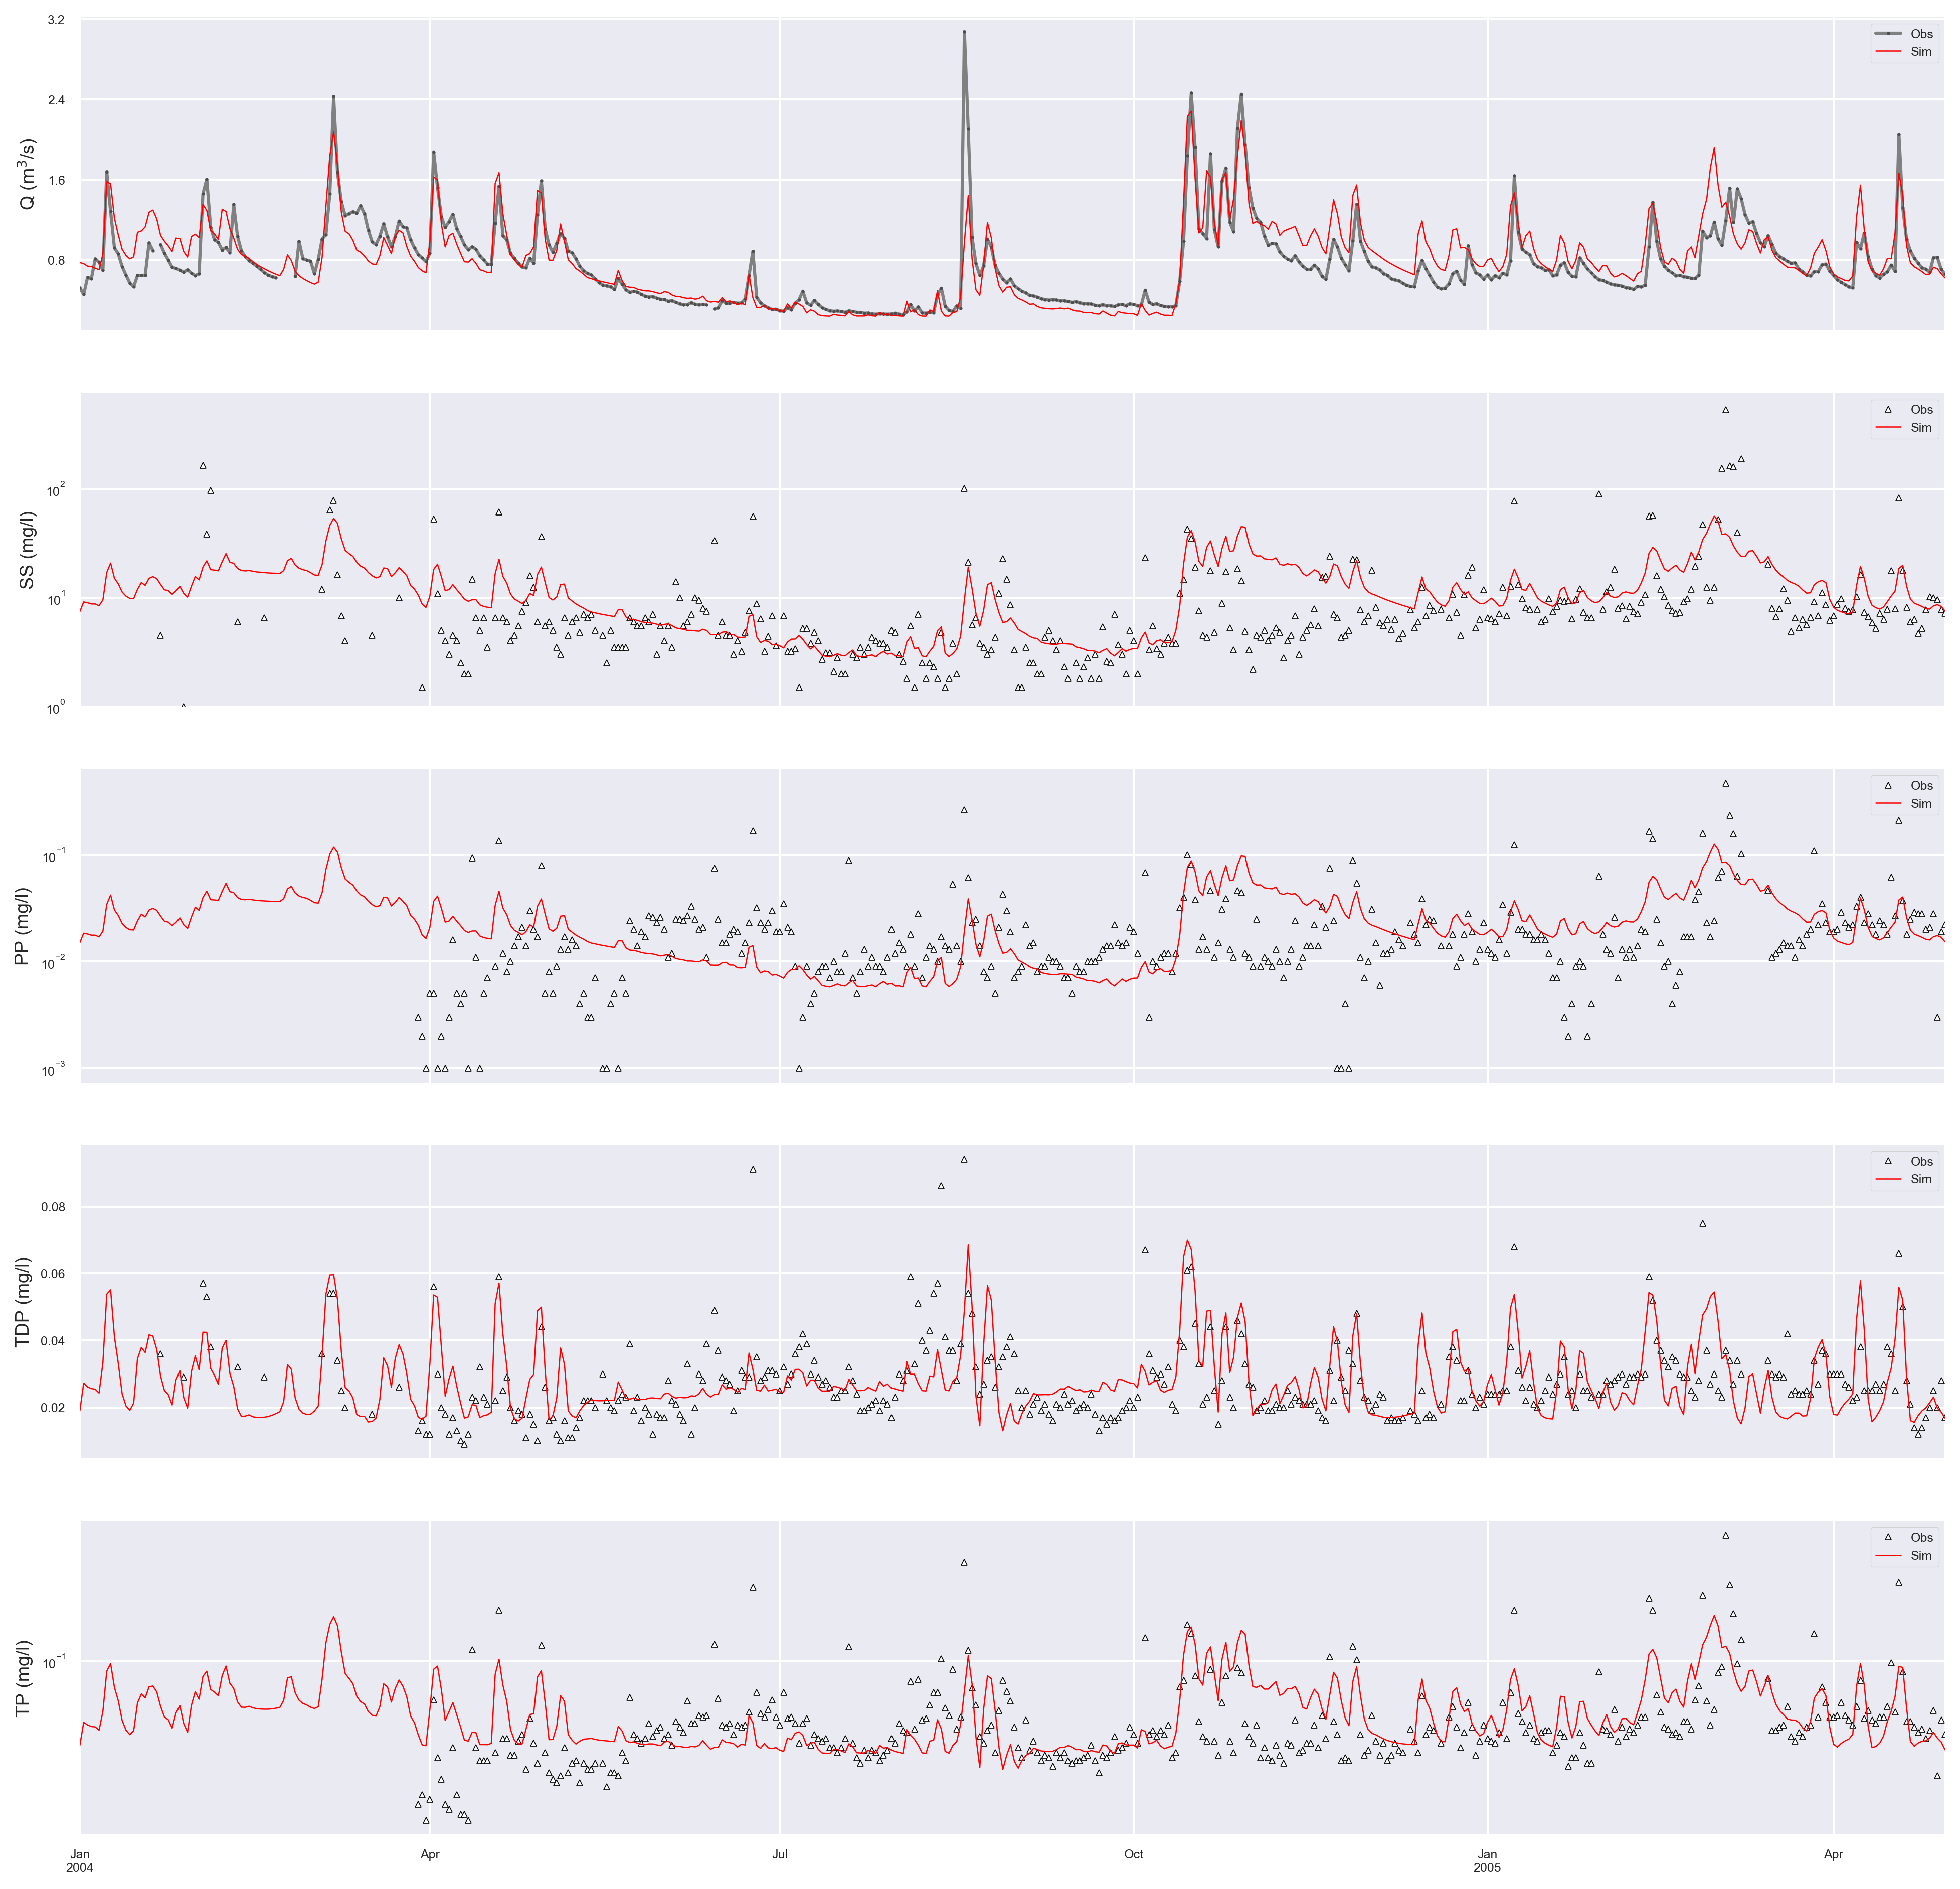 3.2
2.4
1.6
0.8
Q (m³/s)
Obs
Sim
10²
10¹
10⁰
SS (mg/l)
Obs
Sim
10⁻¹
10⁻²
10⁻³
PP (mg/l)
Obs
Sim
0.08
0.06
0.04
0.02
TDP (mg/l)
Obs
Sim
10⁻¹
TP (mg/l)
Obs
Sim
Jan Apr Jul Oct Jan Apr
2004 2005